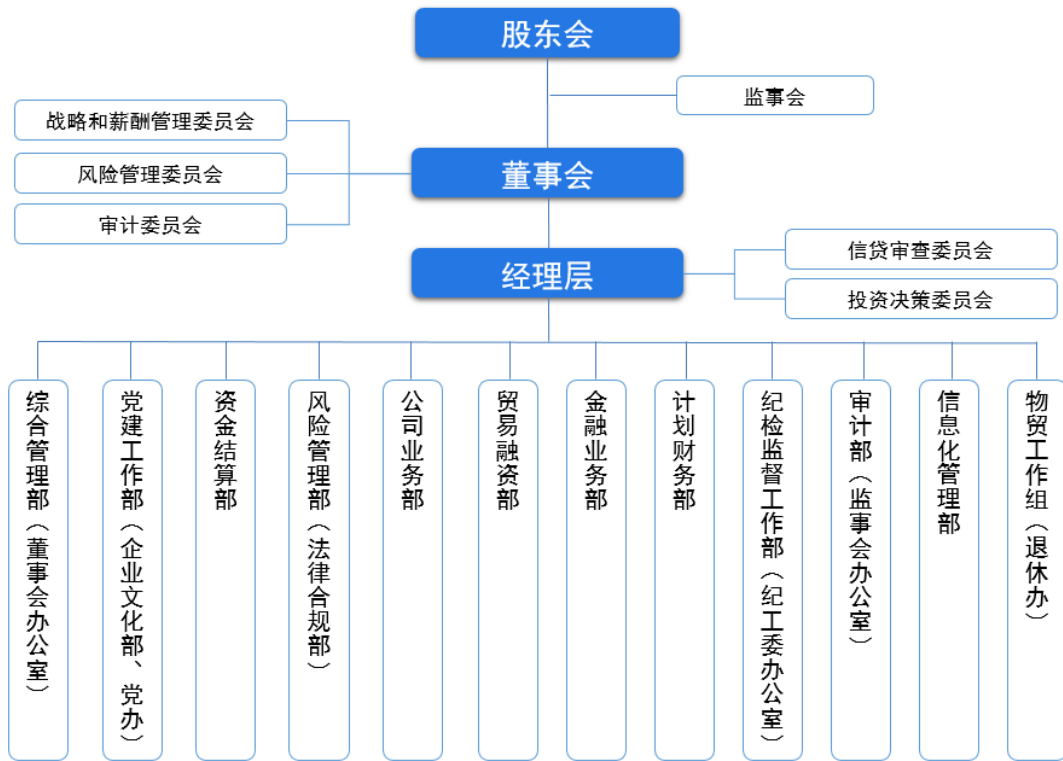 股东会
监事会
战略和薪酬管理委员会
风险管理委员会
审计委员会
董事会
经理层
信贷审查委员会
投资决策委员会
综合管理部（董事会办公室）
党建工作部（企业文化部、党办）
资金结算部
风险管理部（法律合规部）
公司业务部
贸易融资部
金融业务部
计划财务部
纪检监督工作部（纪工委办公室）
审计部（监事会办公室）
信息化管理部
物贸工作组（退休办）